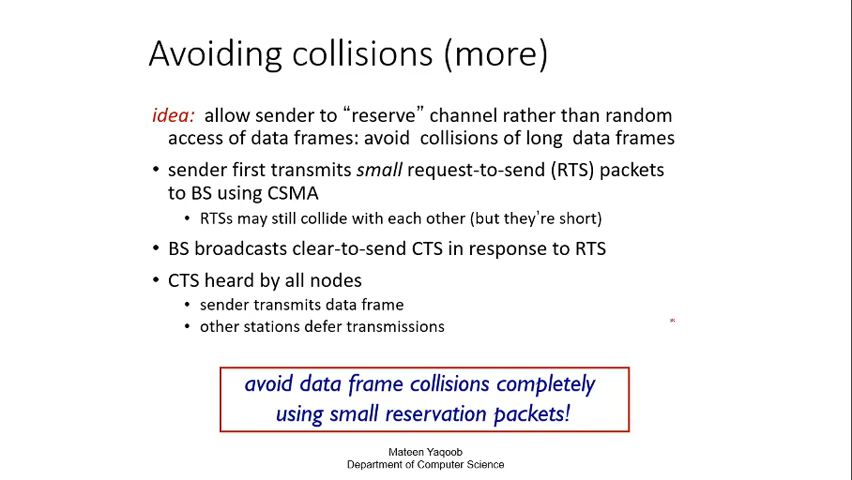 Avoiding collisions (more)
idea: allow sender to “reserve” channel rather than random
access of data frames: avoid collisions of long data frames
• sender first transmits small request-to-send (RTS) packets
to BS using CSMA
• RTSs may still collide with each other (but they’re short)
• BS broadcasts clear-to-send CTS in response to RTS
• CTS heard by all nodes
• sender transmits data frame
• other stations defer transmissions
avoid data frame collisions completely
using small reservation packets!
Mateen Yaqoob
Department of Computer Science